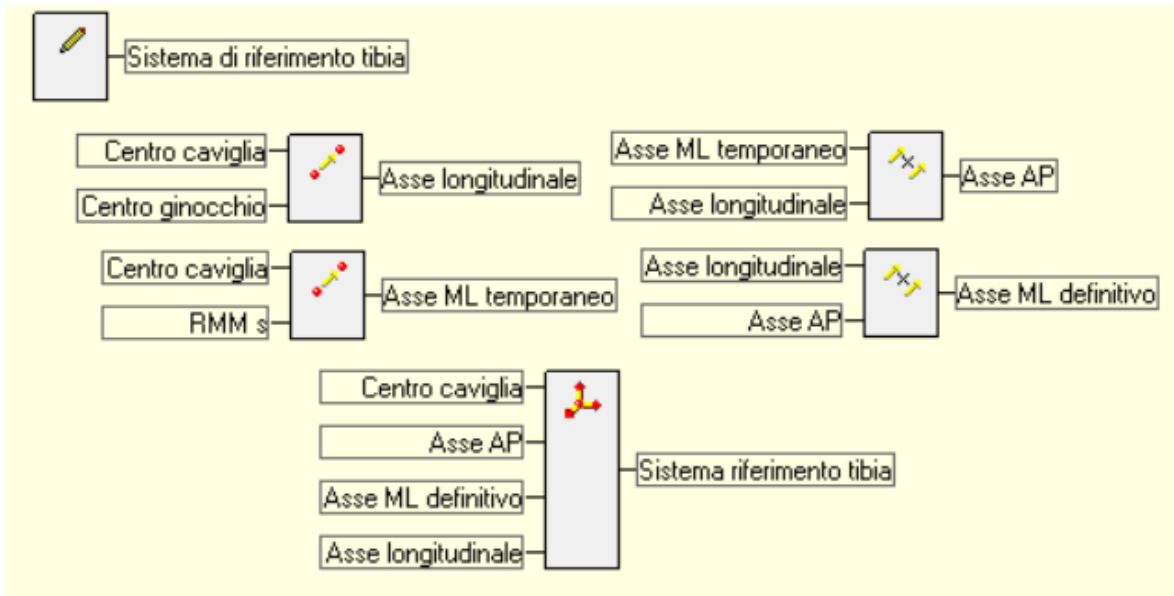 Sistema di riferimento tibia
Centro caviglia
Centro ginocchio
Asse longitudinale
Asse ML temporaneo
Asse longitudinale
Asse AP
Centro caviglia
RMM s
Asse ML temporaneo
Asse longitudinale
Asse AP
Asse ML definitivo
Centro caviglia
Asse AP
Asse ML definitivo
Asse longitudinale
Sistema riferimento tibia